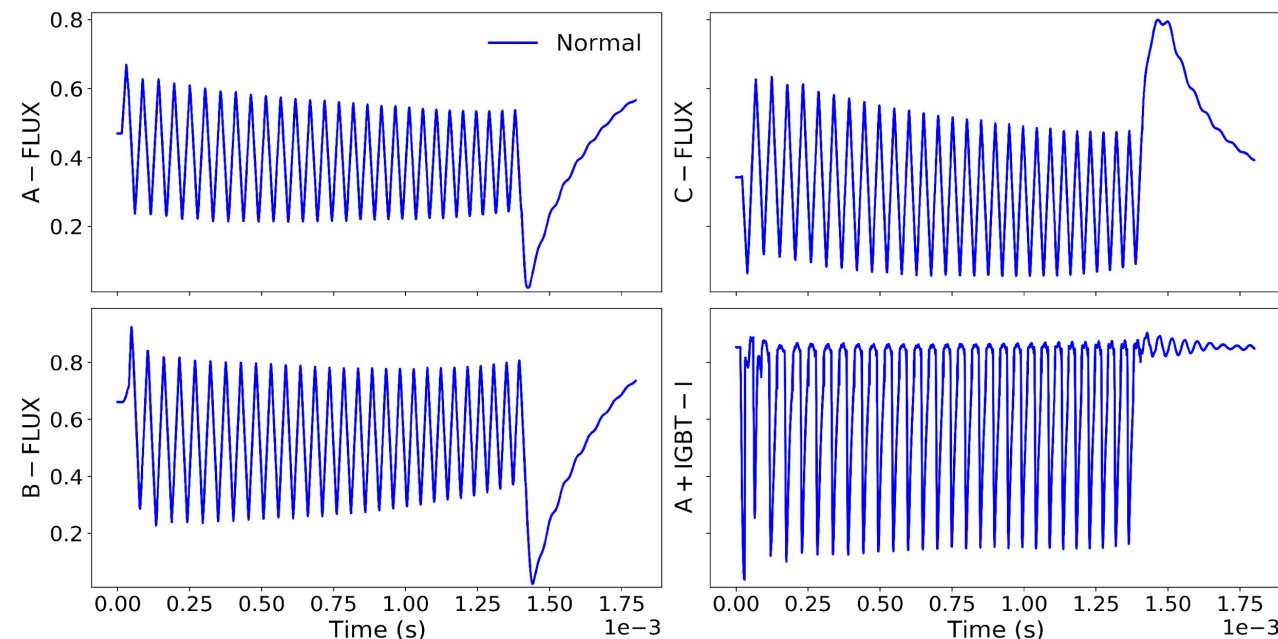 A – FLUX
0.8
0.6
0.4
0.2
Normal
C – FLUX
B – FLUX
0.8
0.6
0.4
0.2
0.00 0.25 0.50 0.75 1.00 1.25 1.50 1.75
Time (s)
1e−3
A + IGBT – I
0.00 0.25 0.50 0.75 1.00 1.25 1.50 1.75
Time (s)
1e−3